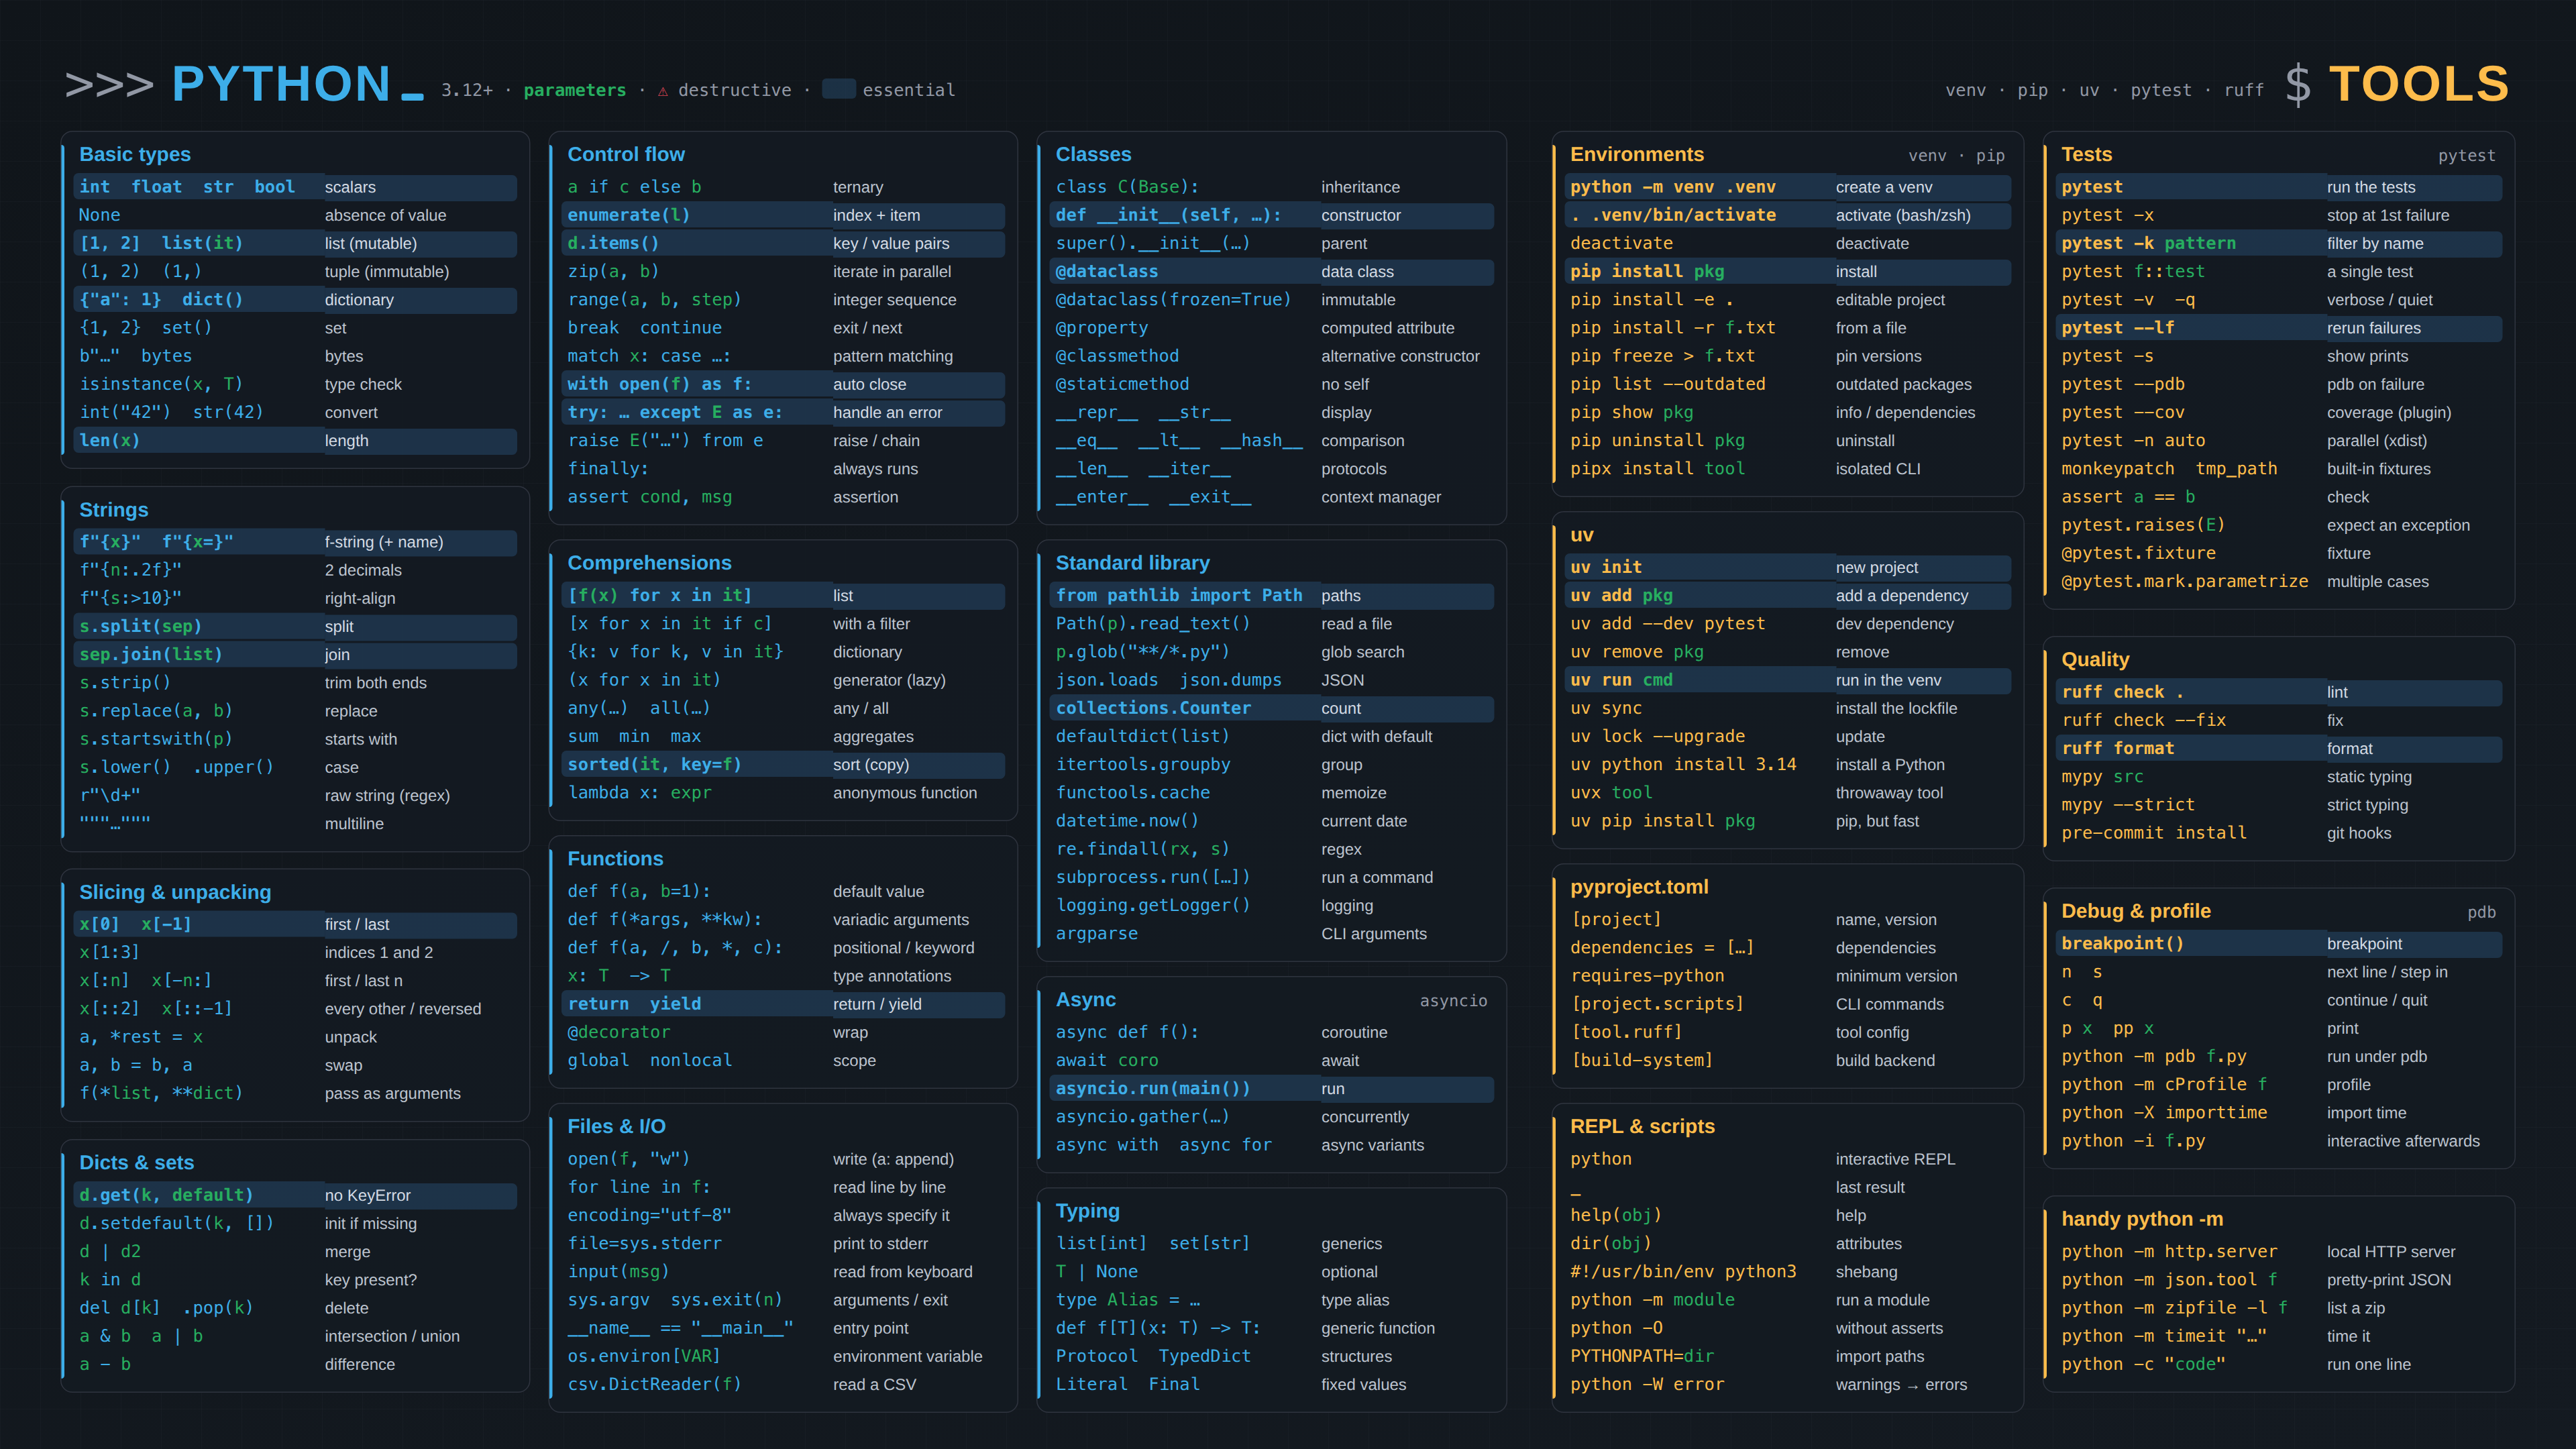 >>> PYTHON_ 3.12+ · parameters · ⚠ destructive · essential
venv · pip · uv · pytest · ruff $ TOOLS
Basic types
int float str bool scalars
None absence of value
[1, 2] list(it) list (mutable)
(1, 2) (1,) tuple (immutable)
{"a": 1} dict() dictionary
{1, 2} set() set
b"…" bytes bytes
isinstance(x, T) type check
int("42") str(42) convert
len(x) length
Strings
f"{x}" f"{x=}" f-string (+ name)
f"{n:.2f}" 2 decimals
f"{s:>10}" right-align
s.split(sep) split
sep.join(list) join
s.strip() trim both ends
s.replace(a, b) replace
s.startswith(p) starts with
s.lower() .upper() case
r"\d+" raw string (regex)
"""…""" multiline
Slicing & unpacking
x[0] x[−1] first / last
x[1:3] indices 1 and 2
x[:n] x[−n:] first / last n
x[::2] x[::−1] every other / reversed
a, *rest = x unpack
a, b = b, a swap
f(*list, **dict) pass as arguments
Dicts & sets
d.get(k, default) no KeyError
d.setdefault(k, []) init if missing
d | d2 merge
k in d key present?
del d[k] .pop(k) delete
a & b a | b intersection / union
a − b difference
Control flow
a if c else b ternary
enumerate(l) index + item
d.items() key / value pairs
zip(a, b) iterate in parallel
range(a, b, step) integer sequence
break continue exit / next
match x: case …: pattern matching
with open(f) as f: auto close
try: … except E as e: handle an error
raise E("…") from e raise / chain
finally: always runs
assert cond, msg assertion
Comprehensions
[f(x) for x in it] list
[x for x in it if c] with a filter
{k: v for k, v in it} dictionary
(x for x in it) generator (lazy)
any(…) all(…) any / all
sum min max aggregates
sorted(it, key=f) sort (copy)
lambda x: expr anonymous function
Functions
def f(a, b=1): default value
def f(*args, **kw): variadic arguments
def f(a, /, b, *, c): positional / keyword
x: T −> T type annotations
return yield return / yield
@decorator wrap
global nonlocal scope
Files & I/O
open(f, "w") write (a: append)
for line in f: read line by line
encoding="utf−8" always specify it
file=sys.stderr print to stderr
input(msg) read from keyboard
sys.argv sys.exit(n) arguments / exit
__name__ == "__main__" entry point
os.environ[VAR] environment variable
csv.DictReader(f) read a CSV
Classes
class C(Base): inheritance
def __init__(self, …): constructor
super().__init__(…) parent
@dataclass data class
@dataclass(frozen=True) immutable
@property computed attribute
@classmethod alternative constructor
@staticmethod no self
__repr__ __str__ display
__eq__ __lt__ __hash__ comparison
__len__ __iter__ protocols
__enter__ __exit__ context manager
Standard library
from pathlib import Path paths
Path(p).read_text() read a file
p.glob("**/*.py") glob search
json.loads json.dumps JSON
collections.Counter count
defaultdict(list) dict with default
itertools.groupby group
functools.cache memoize
datetime.now() current date
re.findall(rx, s) regex
subprocess.run([…]) run a command
logging.getLogger() logging
argparse CLI arguments
Async asyncio
async def f(): coroutine
await coro await
asyncio.run(main()) run
asyncio.gather(…) concurrently
async with async for async variants
Typing
list[int] set[str] generics
T | None optional
type Alias = … type alias
def f[T](x: T) −> T: generic function
Protocol TypedDict structures
Literal Final fixed values
Environments venv · pip
python −m venv .venv create a venv
. .venv/bin/activate activate (bash/zsh)
deactivate deactivate
pip install pkg install
pip install −e . editable project
pip install −r f.txt from a file
pip freeze > f.txt pin versions
pip list −−outdated outdated packages
pip show pkg info / dependencies
pip uninstall pkg uninstall
pipx install tool isolated CLI
uv
uv init new project
uv add pkg add a dependency
uv add −−dev pytest dev dependency
uv remove pkg remove
uv run cmd run in the venv
uv sync install the lockfile
uv lock −−upgrade update
uv python install 3.14 install a Python
uvx tool throwaway tool
uv pip install pkg pip, but fast
pyproject.toml
[project] name, version
dependencies = […] dependencies
requires−python minimum version
[project.scripts] CLI commands
[tool.ruff] tool config
[build−system] build backend
REPL & scripts
python interactive REPL
_ last result
help(obj) help
dir(obj) attributes
#!/usr/bin/env python3 shebang
python −m module run a module
python −O without asserts
PYTHONPATH=dir import paths
python −W error warnings → errors
Tests pytest
pytest run the tests
pytest −x stop at 1st failure
pytest −k pattern filter by name
pytest f::test a single test
pytest −v −q verbose / quiet
pytest −−lf rerun failures
pytest −s show prints
pytest −−pdb pdb on failure
pytest −−cov coverage (plugin)
pytest −n auto parallel (xdist)
monkeypatch tmp_path built-in fixtures
assert a == b check
pytest.raises(E) expect an exception
@pytest.fixture fixture
@pytest.mark.parametrize multiple cases
Quality
ruff check . lint
ruff check −−fix fix
ruff format format
mypy src static typing
mypy −−strict strict typing
pre−commit install git hooks
Debug & profile pdb
breakpoint() breakpoint
n s next line / step in
c q continue / quit
p x pp x print
python −m pdb f.py run under pdb
python −m cProfile f profile
python −X importtime import time
python −i f.py interactive afterwards
handy python -m
python −m http.server local HTTP server
python −m json.tool f pretty-print JSON
python −m zipfile −l f list a zip
python −m timeit "…" time it
python −c "code" run one line